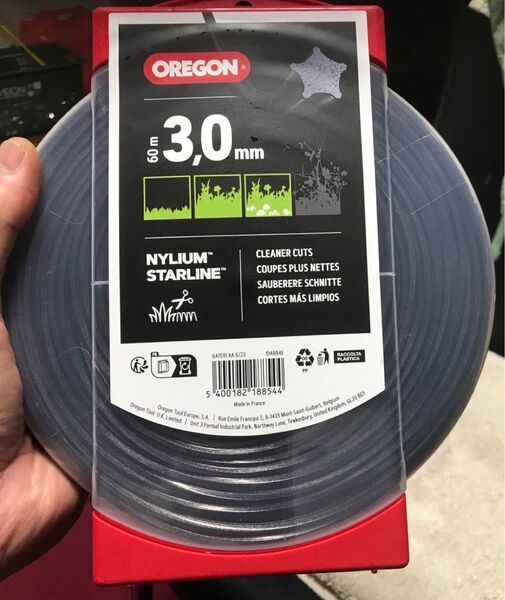 OREGON
60 m
3,0 mm
NYLIUM™
STARLINE™
CLEANER CUTS
COUPES PLUS NETTES
SAUBERERE SCHNITTE
CORTES MÁS LIMPIOS
641591 AA 6/23
104884E
5 400182 188544
Made in France
PP
RACCOLTA
PLASTICA
Oregon Tool Europe, S.A. | Rue Emile Francqui 5, B-1435 Mont-Saint-Guibert, Belgium
Oregon Tool U.K. Limited | Unit 3 Formal Industrial Park, Northway Lane, Tewkesbury, United Kingdom, GL20 8GY